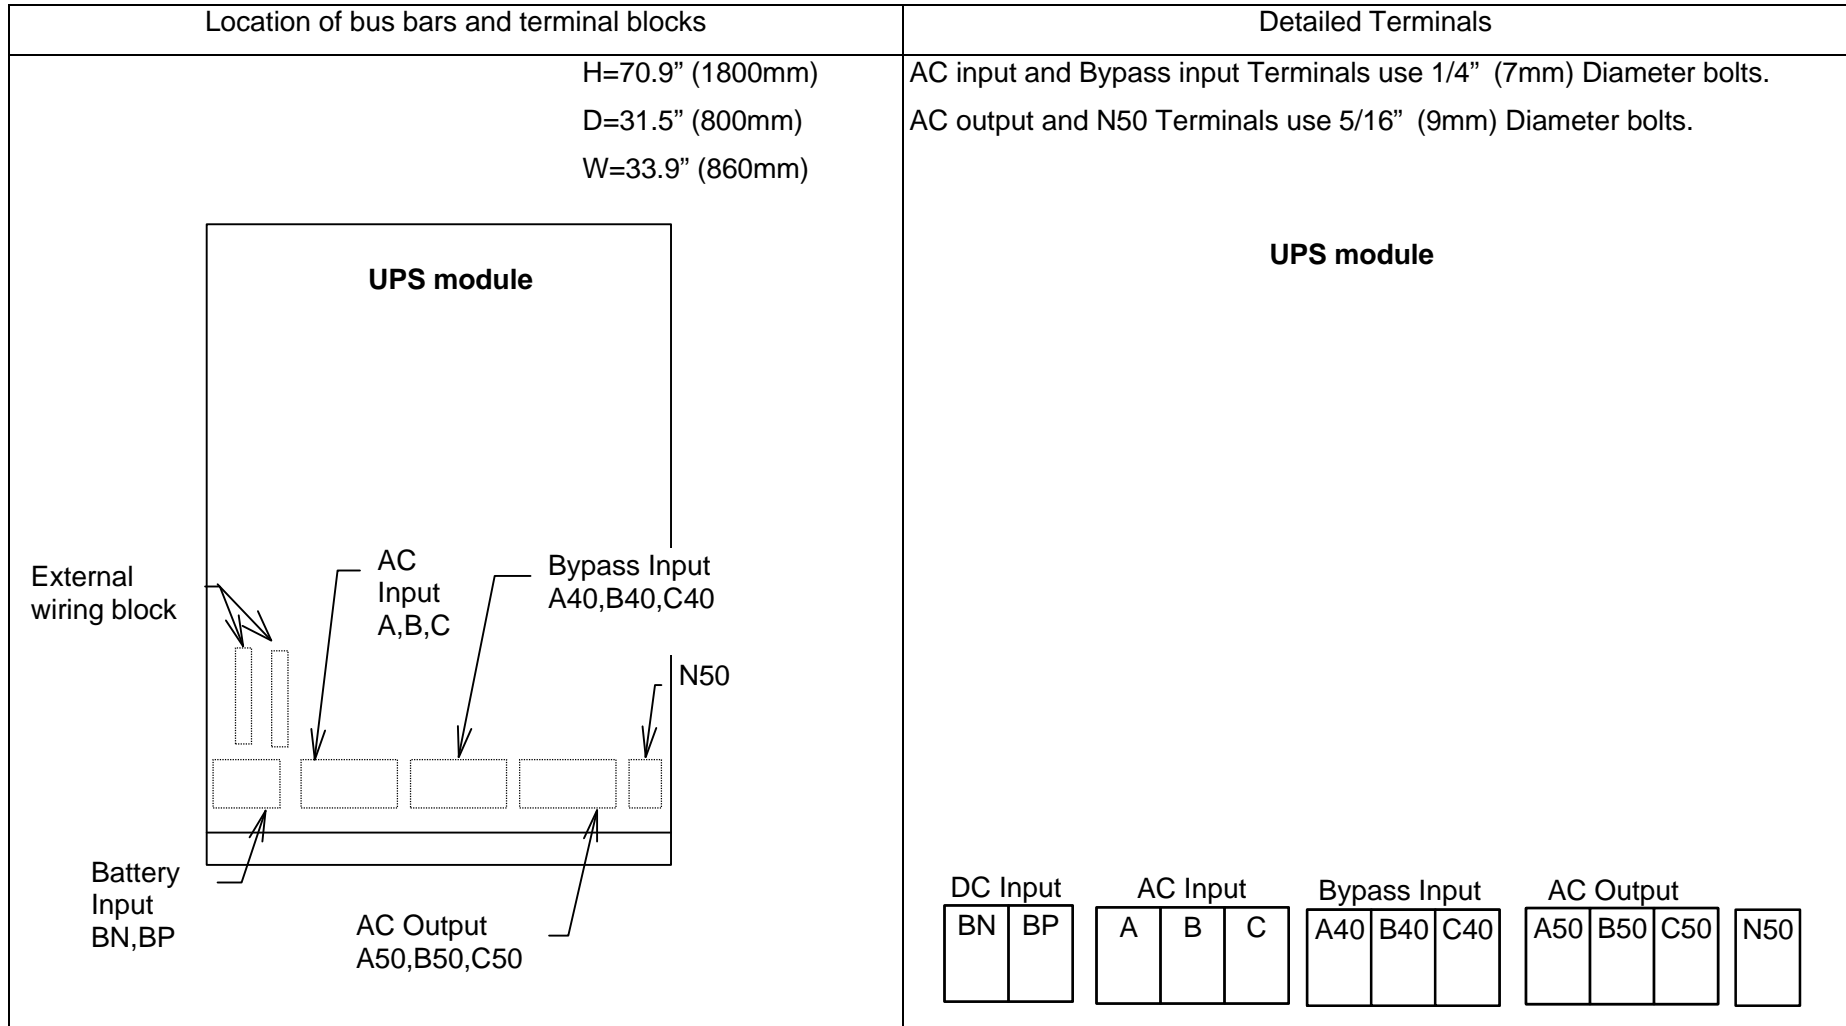 Location of bus bars and terminal blocks
Detailed Terminals
H=70.9” (1800mm)
D=31.5” (800mm)
W=33.9” (860mm)
UPS module
External
wiring block
AC
Input
A,B,C
Bypass Input
A40,B40,C40
N50
Battery
Input
BN,BP
AC Output
A50,B50,C50
AC input and Bypass input Terminals use 1/4” (7mm) Diameter bolts.
AC output and N50 Terminals use 5/16” (9mm) Diameter bolts.
UPS module
DC Input
AC Input
Bypass Input
AC Output
BN BP A B C A40 B40 C40 A50 B50 C50 N50